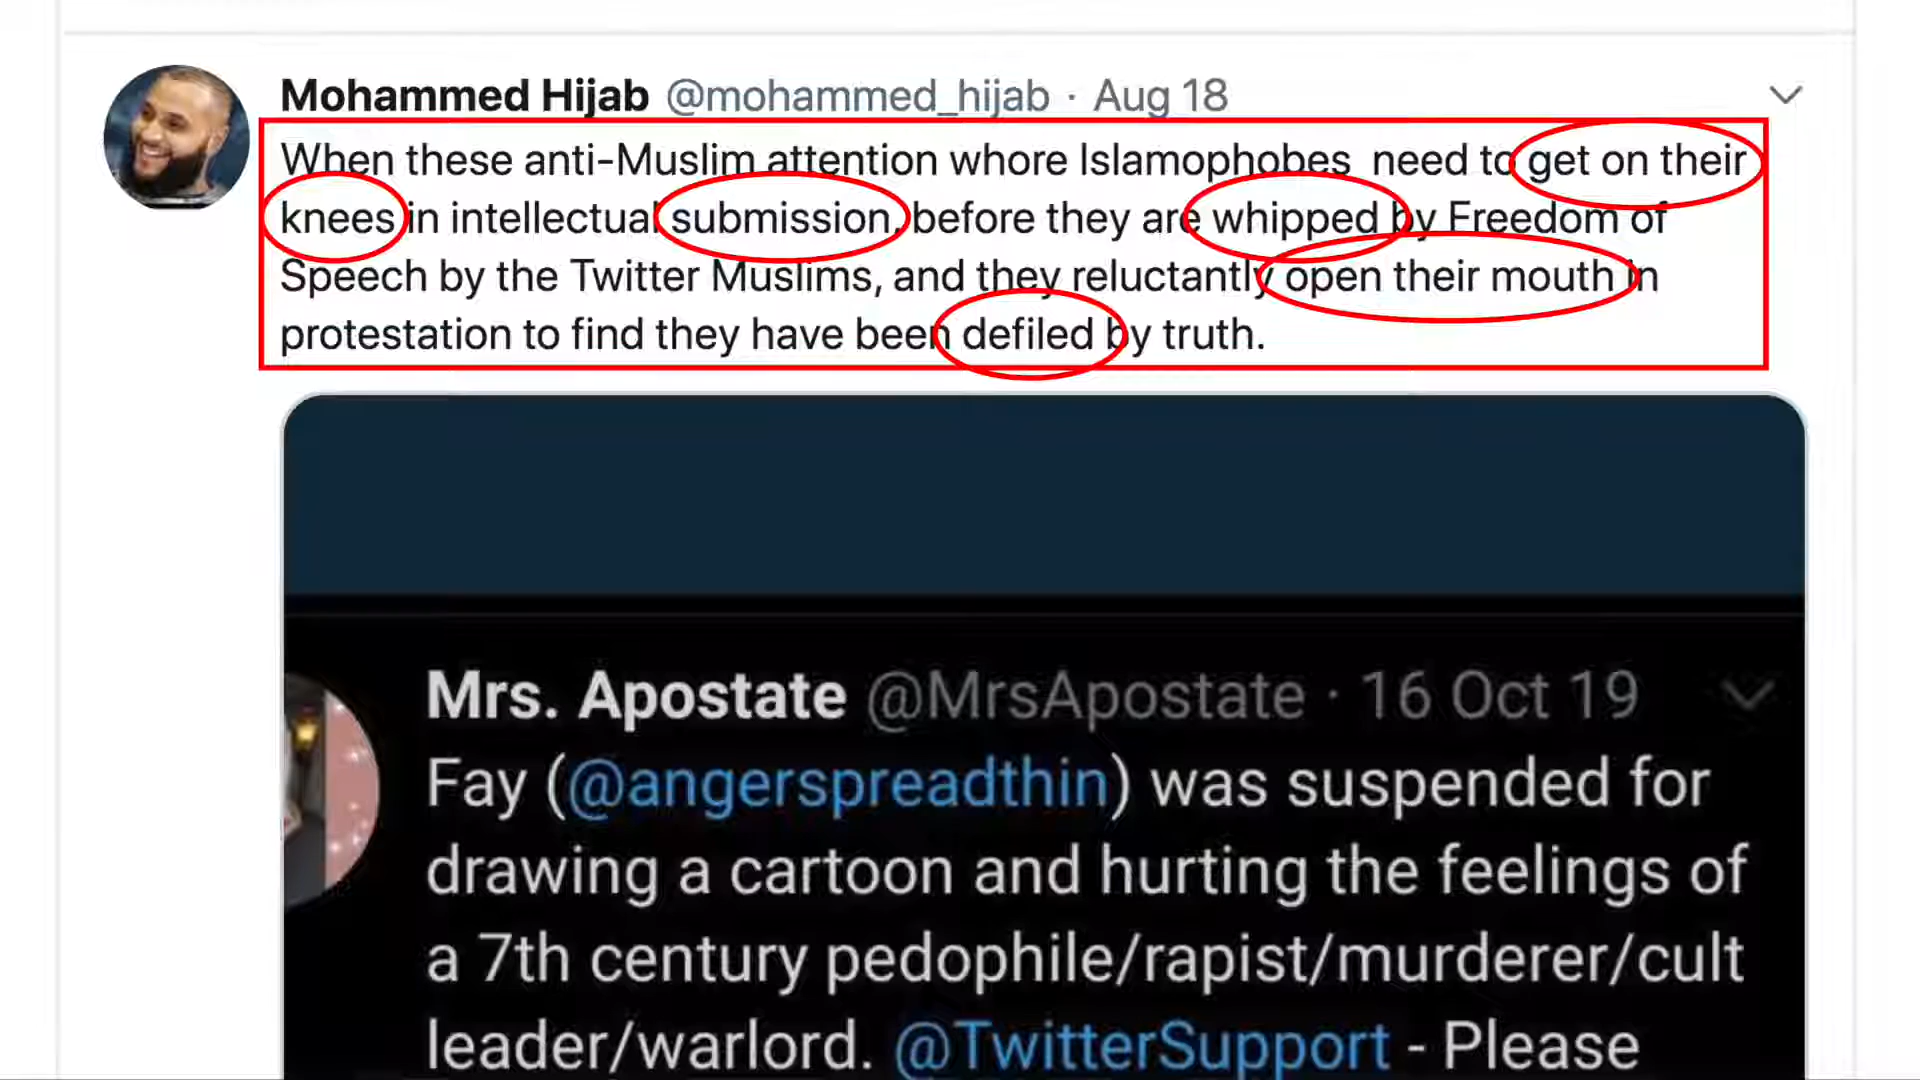 Mohammed Hijab @mohammed_hijab · Aug 18
When these anti-Muslim attention whore Islamophobes  need to get on their
knees in intellectual submission, before they are whipped by Freedom of
Speech by the Twitter Muslims, and they reluctantly open their mouth in
protestation to find they have been defiled by truth.
Mrs. Apostate @MrsApostate · 16 Oct 19
Fay (@angerspreadthin) was suspended for
drawing a cartoon and hurting the feelings of
a 7th century pedophile/rapist/murderer/cult
leader/warlord. @TwitterSupport - Please